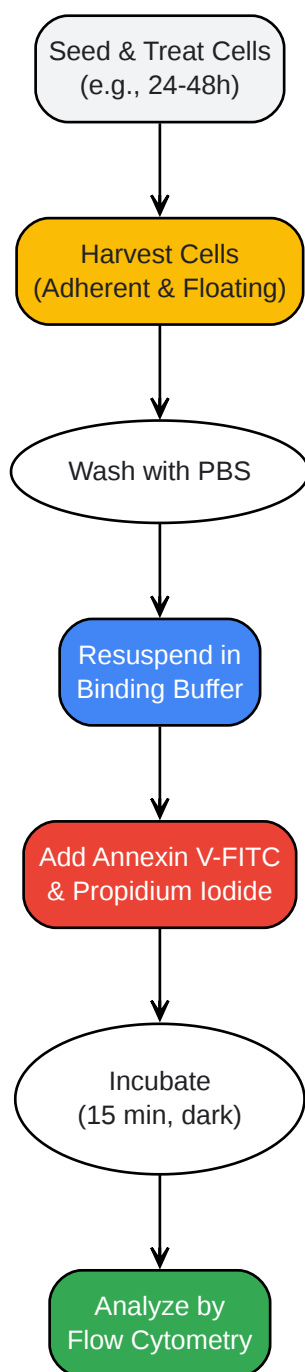 Seed & Treat Cells
(e.g., 24-48h)
Harvest Cells
(Adherent & Floating)
Wash with PBS
Resuspend in
Binding Buffer
Add Annexin V-FITC
& Propidium Iodide
Incubate
(15 min, dark)
Analyze by
Flow Cytometry